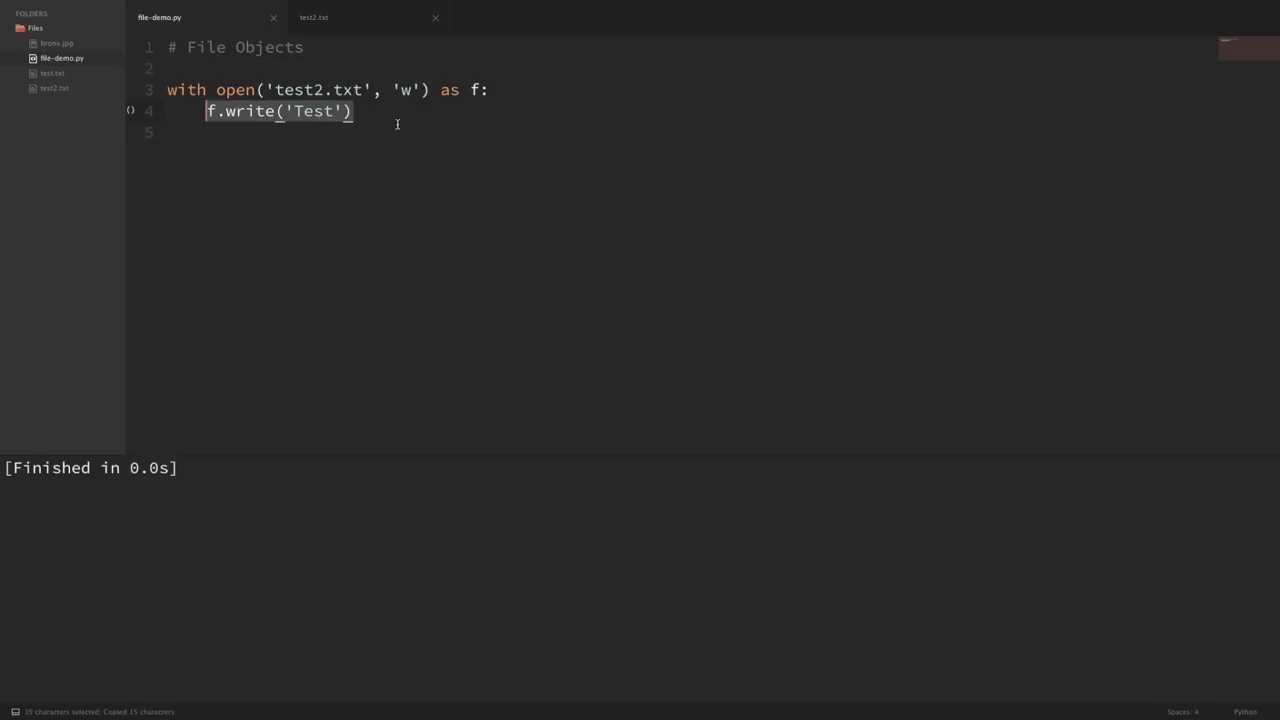 FOLDERS
Files
bronx.jpg
file-demo.py
test.txt
test2.txt
file-demo.py
test2.txt
1 # File Objects
2
3 with open('test2.txt', 'w') as f:
4 f.write('Test')
5
[Finished in 0.0s]
15 characters selected; Copied 15 characters
Spaces: 4
Python